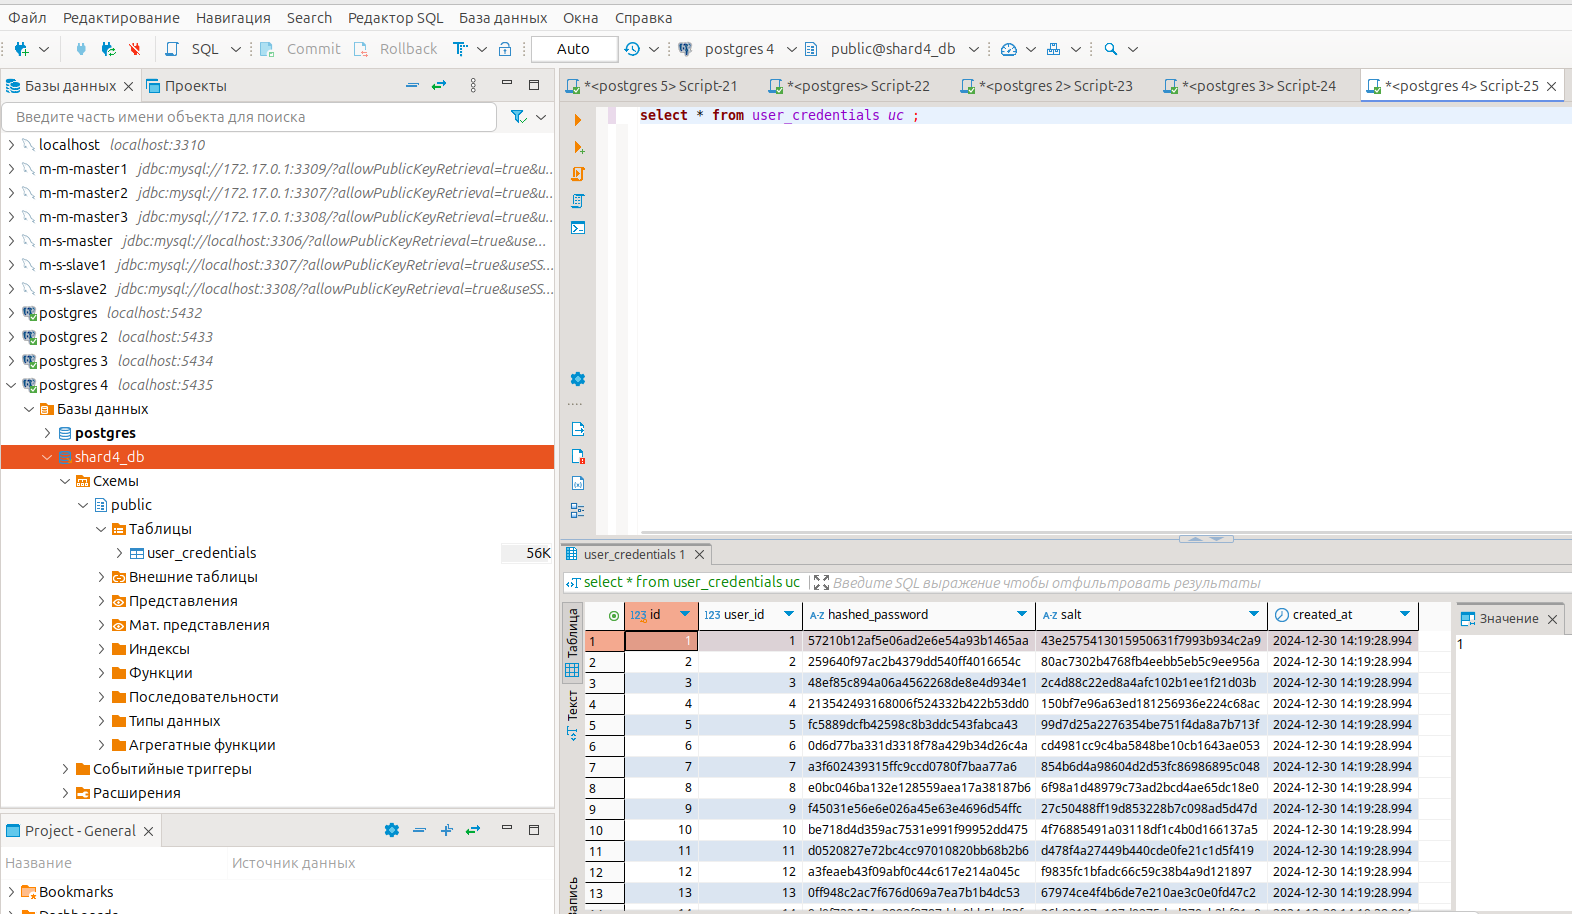 Файл Редактирование Навигация Search Редактор SQL База данных Окна Справка
SQL Commit Rollback Auto postgres 4 public@shard4_db
Базы данных Проекты
*<postgres 5> Script-21 *<postgres> Script-22 *<postgres 2> Script-23 *<postgres 3> Script-24 *<postgres 4> Script-25
Введите часть имени объекта для поиска
select * from user_credentials uc ;
localhost localhost:3310
m-m-master1 jdbc:mysql://172.17.0.1:3309/?allowPublicKeyRetrieval=true&u...
m-m-master2 jdbc:mysql://172.17.0.1:3307/?allowPublicKeyRetrieval=true&u...
m-m-master3 jdbc:mysql://172.17.0.1:3308/?allowPublicKeyRetrieval=true&u...
m-s-master jdbc:mysql://localhost:3306/?allowPublicKeyRetrieval=true&use...
m-s-slave1 jdbc:mysql://localhost:3307/?allowPublicKeyRetrieval=true&useSS...
m-s-slave2 jdbc:mysql://localhost:3308/?allowPublicKeyRetrieval=true&useSS...
postgres localhost:5432
postgres 2 localhost:5433
postgres 3 localhost:5434
postgres 4 localhost:5435
Базы данных
postgres
shard4_db
Схемы
public
Таблицы
user_credentials 56K
Внешние таблицы
Представления
Мат. представления
Индексы
Функции
Последовательности
Типы данных
Агрегатные функции
Событийные триггеры
Расширения
Project - General
Название Источник данных
Bookmarks
user_credentials 1
select * from user_credentials uc Введите SQL выражение чтобы отфильтровать результаты
Таблица
Текст
123 id 123 user_id A-Z hashed_password A-Z salt created_at
1 1 1 57210b12af5e06ad2e6e54a93b1465aa 43e2575413015950631f7993b934c2a9 2024-12-30 14:19:28.994
2 2 2 259640f97ac2b4379dd540ff4016654c 80ac7302b4768fb4eebb5eb5c9ee956a 2024-12-30 14:19:28.994
3 3 3 48ef85c894a06a4562268de8e4d934e1 2c4d88c22ed8a4afc102b1ee1f21d03b 2024-12-30 14:19:28.994
4 4 4 213542493168006f524332b422b53dd0 150bf7e96a63ed181256936e224c68ac 2024-12-30 14:19:28.994
5 5 5 fc5889dcfb42598c8b3ddc543fabca43 99d7d25a2276354be751f4da8a7b713f 2024-12-30 14:19:28.994
6 6 6 0d6d77ba331d3318f78a429b34d26c4a cd4981cc9c4ba5848be10cb1643ae053 2024-12-30 14:19:28.994
7 7 7 a3f602439315ffc9ccd0780f7baa77a6 854b6d4a98604d2d53fc86986895c048 2024-12-30 14:19:28.994
8 8 8 e0bc046ba132e128559aea17a38187b6 6f98a1d48979c73ad2bcd4ae65dc18e0 2024-12-30 14:19:28.994
9 9 9 f45031e56e6e026a45e63e4696d54ffc 27c50488ff19d853228b7c098ad5d47d 2024-12-30 14:19:28.994
10 10 10 be718d4d359ac7531e991f99952dd475 4f76885491a03118df1c4b0d166137a5 2024-12-30 14:19:28.994
11 11 11 d0520827e72bc4cc97010820bb68b2b6 d478f4a27449b440cde0fe21c1d5f419 2024-12-30 14:19:28.994
12 12 12 a3feaeb43f09abf0c44c617e214a045c f9835fc1bfadc66c59c38b4a9d121897 2024-12-30 14:19:28.994
13 13 13 0ff948c2ac7f676d069a7ea7b1b4dc53 67974ce4f4b6de7e210ae3c0e0fd47c2 2024-12-30 14:19:28.994
Значение
1